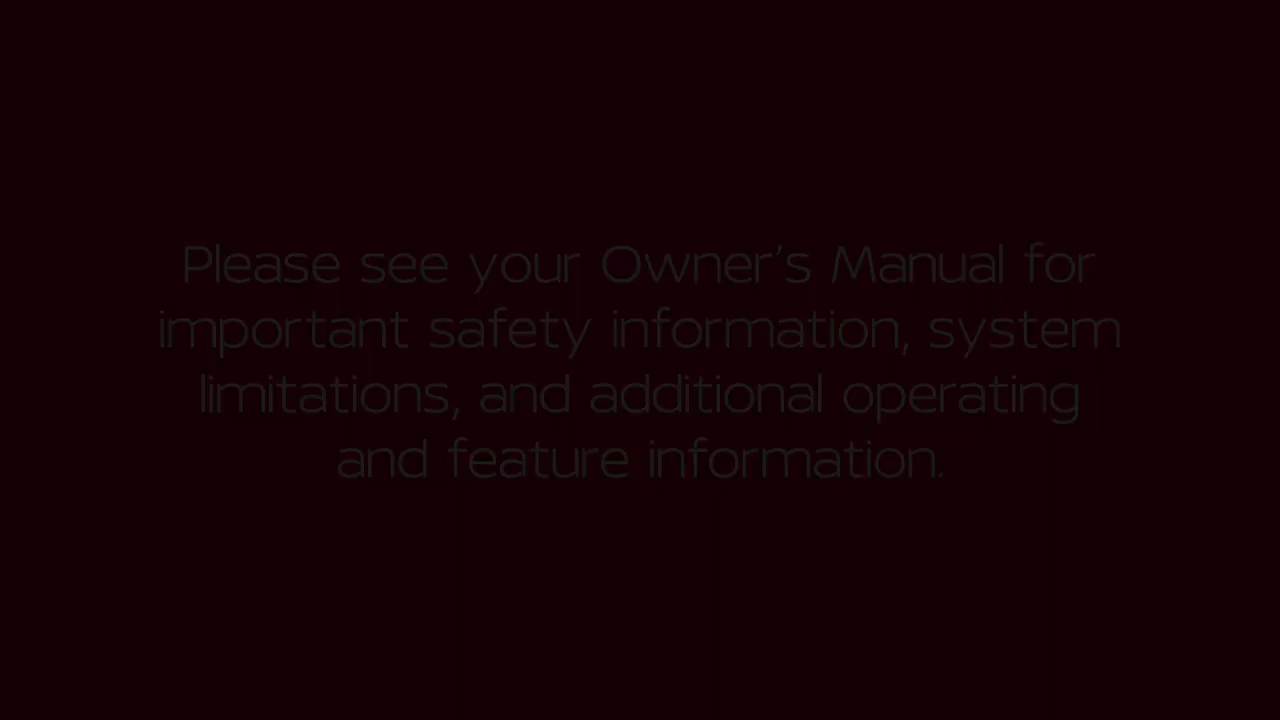 Please see your Owner’s Manual for
important safety information, system
limitations, and additional operating
and feature information.